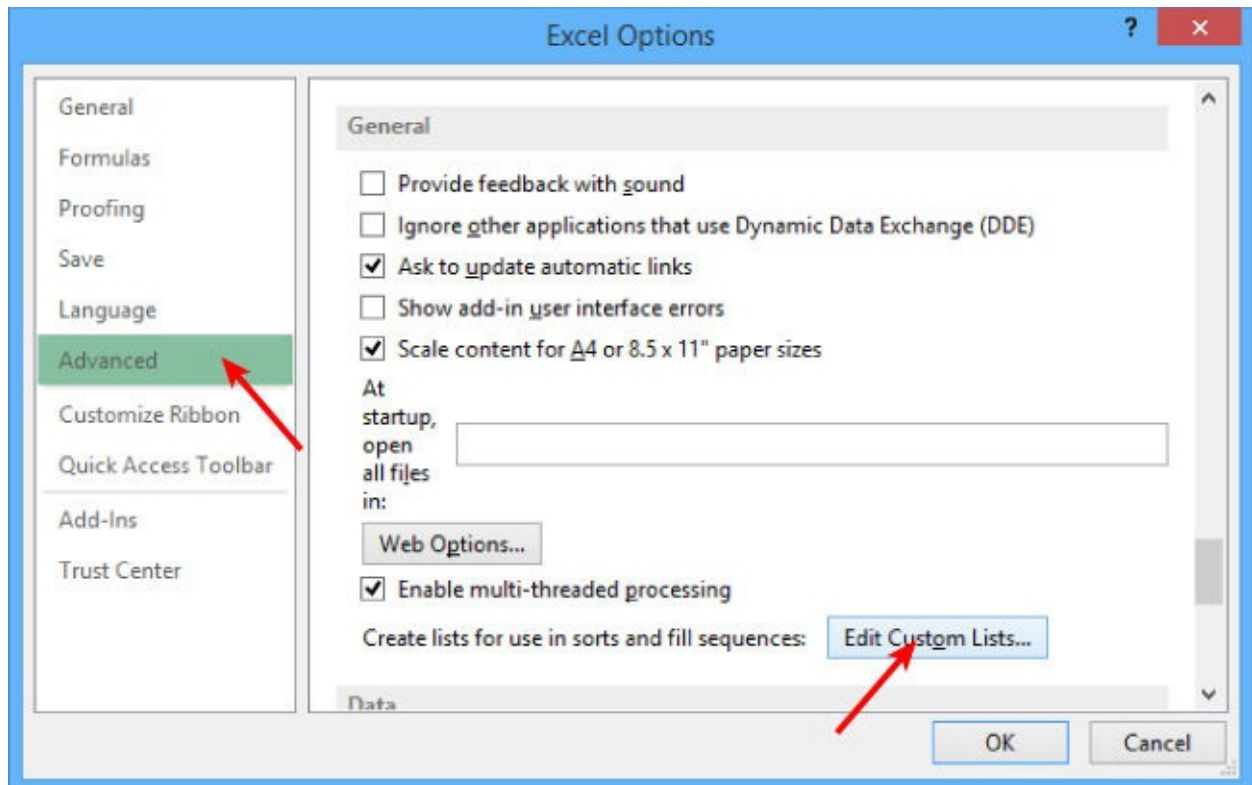 Excel Options
?
General
Formulas
Proofing
Save
Language
Advanced
Customize Ribbon
Quick Access Toolbar
Add-Ins
Trust Center
General
Provide feedback with sound
Ignore other applications that use Dynamic Data Exchange (DDE)
Ask to update automatic links
Show add-in user interface errors
Scale content for A4 or 8.5 x 11" paper sizes
At
startup,
open
all files
in:
Web Options...
Enable multi-threaded processing
Create lists for use in sorts and fill sequences: Edit Custom Lists...
Data
OK Cancel